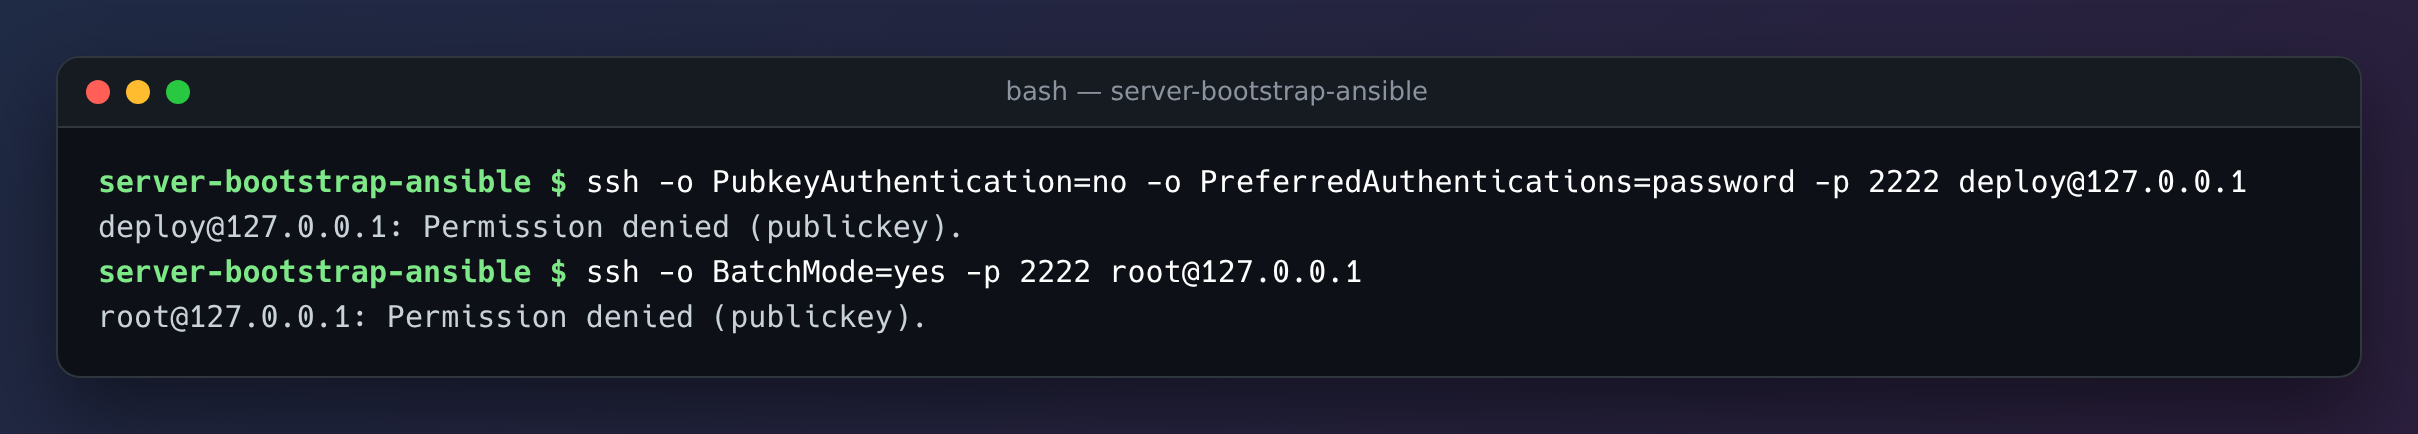 bash — server-bootstrap-ansible
server-bootstrap-ansible $ ssh -o PubkeyAuthentication=no -o PreferredAuthentications=password -p 2222 deploy@127.0.0.1
deploy@127.0.0.1: Permission denied (publickey).
server-bootstrap-ansible $ ssh -o BatchMode=yes -p 2222 root@127.0.0.1
root@127.0.0.1: Permission denied (publickey).